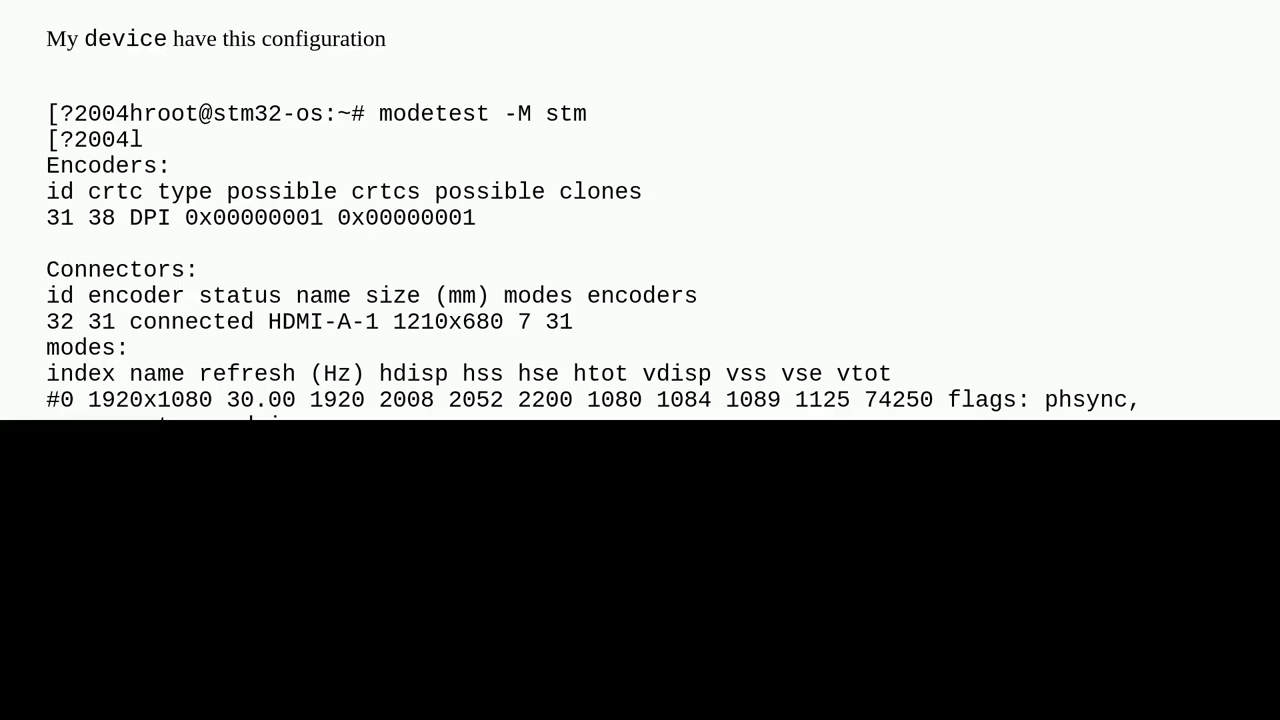 My device have this configuration
[?2004hroot@stm32-os:~# modetest -M stm
[?2004l
Encoders:
id crtc type possible crtcs possible clones
31 38 DPI 0x00000001 0x00000001
Connectors:
id encoder status name size (mm) modes encoders
32 31 connected HDMI-A-1 1210x680 7 31
modes:
index name refresh (Hz) hdisp hss hse htot vdisp vss vse vtot
#0 1920x1080 30.00 1920 2008 2052 2200 1080 1084 1089 1125 74250 flags: phsync,